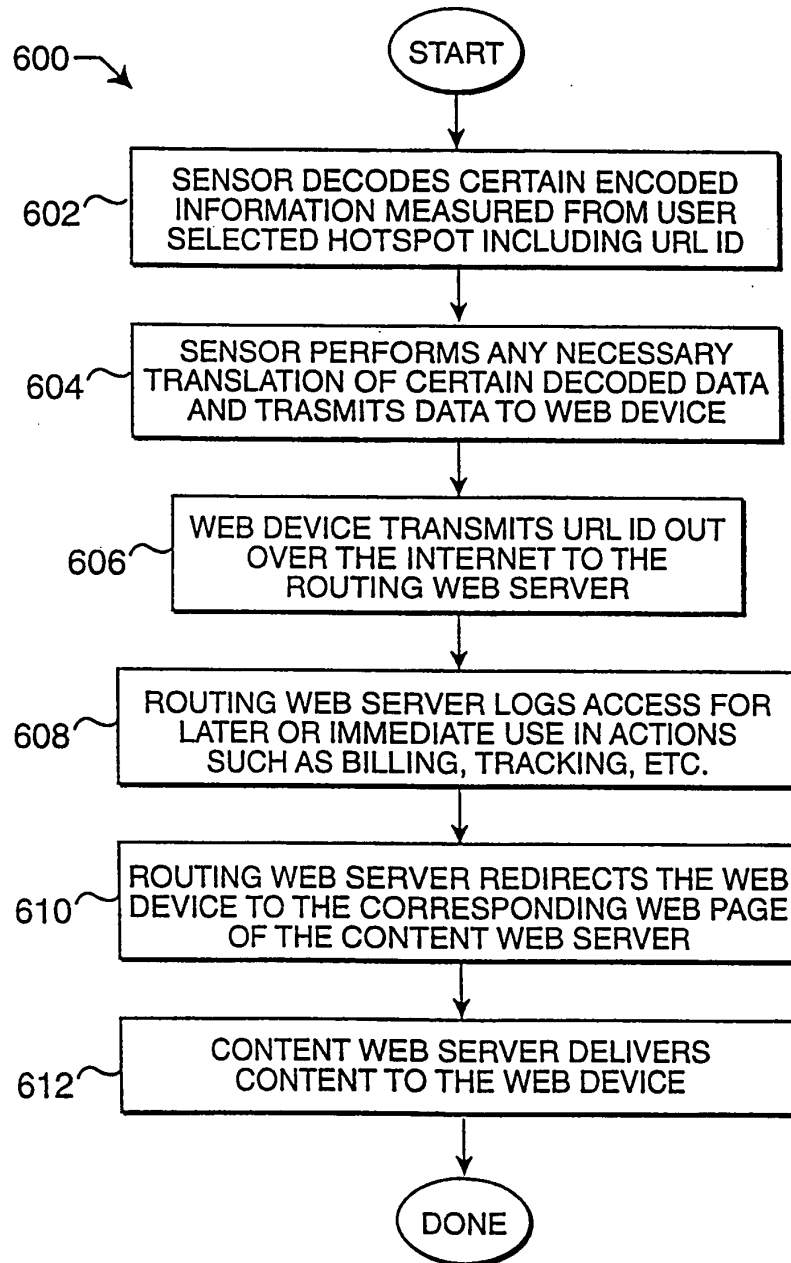 600
START
602
SENSOR DECODES CERTAIN ENCODED
INFORMATION MEASURED FROM USER
SELECTED HOTSPOT INCLUDING URL ID
604
SENSOR PERFORMS ANY NECESSARY
TRANSLATION OF CERTAIN DECODED DATA
AND TRASMITS DATA TO WEB DEVICE
606
WEB DEVICE TRANSMITS URL ID OUT
OVER THE INTERNET TO THE
ROUTING WEB SERVER
608
ROUTING WEB SERVER LOGS ACCESS FOR
LATER OR IMMEDIATE USE IN ACTIONS
SUCH AS BILLING, TRACKING, ETC.
610
ROUTING WEB SERVER REDIRECTS THE WEB
DEVICE TO THE CORRESPONDING WEB PAGE
OF THE CONTENT WEB SERVER
612
CONTENT WEB SERVER DELIVERS
CONTENT TO THE WEB DEVICE
DONE